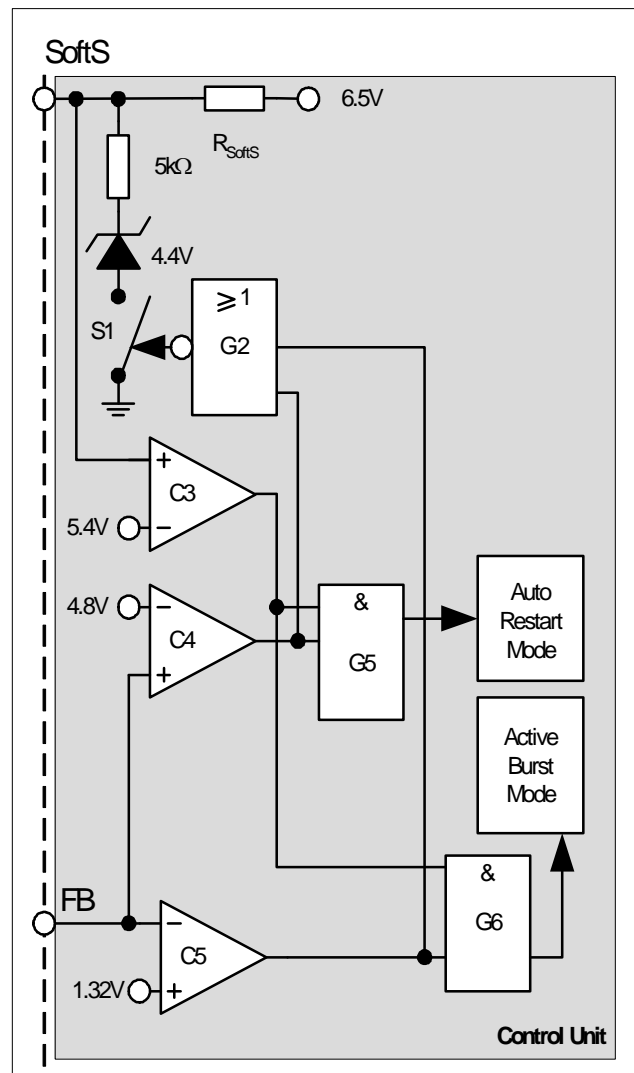 SoftS
6.5V
R_SoftS
5kΩ
4.4V
S1
≥1
G2
+
C3
5.4V
−
4.8V
−
C4
+
&
G5
Auto
Restart
Mode
Active
Burst
Mode
&
G6
FB
−
C5
1.32V
+
Control Unit